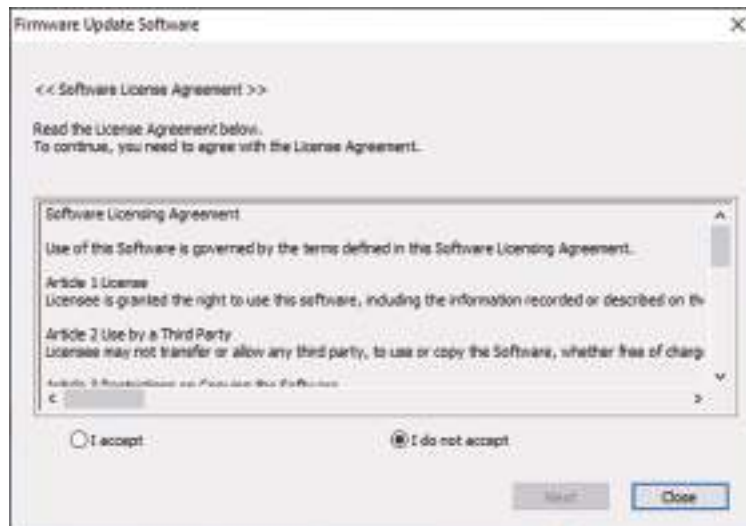 Firmware Update Software
<< Software License Agreement >>
Read the License Agreement below.
To continue, you need to agree with the License Agreement.
Software Licensing Agreement
Use of this Software is governed by the terms defined in this Software Licensing Agreement.
Article 1 License
Licensee is granted the right to use this software, including the information recorded or described on
Article 2 Use by a Third Party
Licensee may not transfer or allow any third party, to use or copy the Software, whether free of
I accept
I do not accept
Next
Close